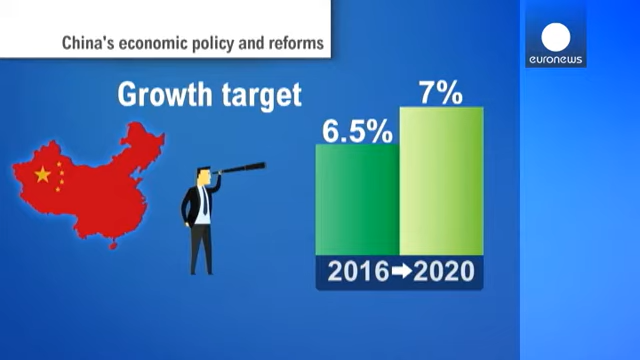 China's economic policy and reforms
euronews
Growth target
6.5%
7%
2016➡2020